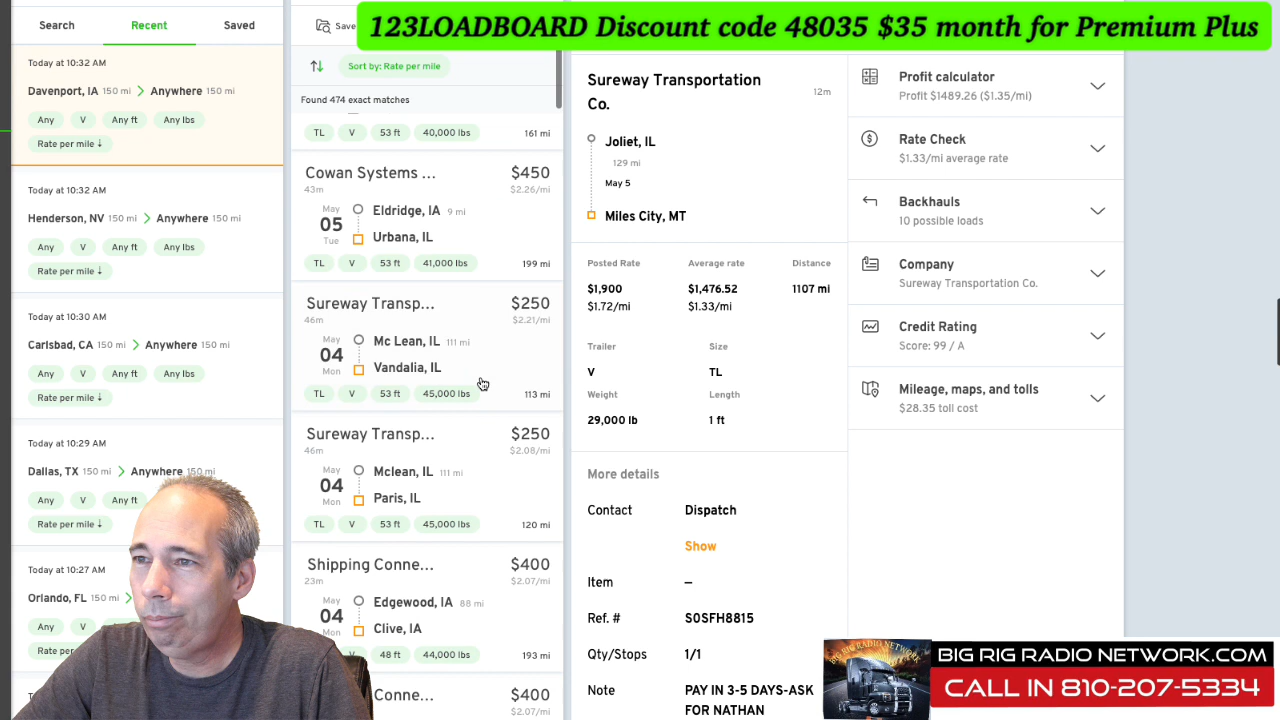 123LOADBOARD Discount code 48035 $35 month for Premium Plus
Search Recent Saved
Today at 10:32 AM
Davenport, IA 150 mi > Anywhere 150 mi
Any V Any ft Any lbs
Rate per mile ↓
Today at 10:32 AM
Henderson, NV 150 mi > Anywhere 150 mi
Any V Any ft Any lbs
Rate per mile ↓
Today at 10:30 AM
Carlsbad, CA 150 mi > Anywhere 150 mi
Any V Any ft Any lbs
Rate per mile ↓
Today at 10:29 AM
Dallas, TX 150 mi > Anywhere 150 mi
Any V Any ft
Rate per mile ↓
Today at 10:27 AM
Orlando, FL 150 mi >
Any
Rate
Sort by: Rate per mile
Found 474 exact matches
TL V 53 ft 40,000 lbs 161 mi
Cowan Systems ... $450
43m $2.26/mi
May 05 Tue
Eldridge, IA 9 mi
Urbana, IL
TL V 53 ft 41,000 lbs 199 mi
Sureway Transp... $250
46m $2.21/mi
May 04 Mon
Mc Lean, IL 111 mi
Vandalia, IL
TL V 53 ft 45,000 lbs 113 mi
Sureway Transp... $250
46m $2.08/mi
May 04 Mon
Mclean, IL 111 mi
Paris, IL
TL V 53 ft 45,000 lbs 120 mi
Shipping Conne... $400
23m $2.07/mi
May 04 Mon
Edgewood, IA 88 mi
Clive, IA
V 48 ft 44,000 lbs 193 mi
Conne... $400
$2.07/mi
Sureway Transportation Co. 12m
Joliet, IL
129 mi
May 5
Miles City, MT
Posted Rate Average rate Distance
$1,900 $1,476.52 1107 mi
$1.72/mi $1.33/mi
Trailer Size
V TL
Weight Length
29,000 lb 1 ft
More details
Contact Dispatch
Show
Item —
Ref. # S0SFH8815
Qty/Stops 1/1
Note PAY IN 3-5 DAYS-ASK
FOR NATHAN
Profit calculator
Profit $1489.26 ($1.35/mi)
Rate Check
$1.33/mi average rate
Backhauls
10 possible loads
Company
Sureway Transportation Co.
Credit Rating
Score: 99 / A
Mileage, maps, and tolls
$28.35 toll cost
BIG RIG RADIO NETWORK.COM
CALL IN 810-207-5334